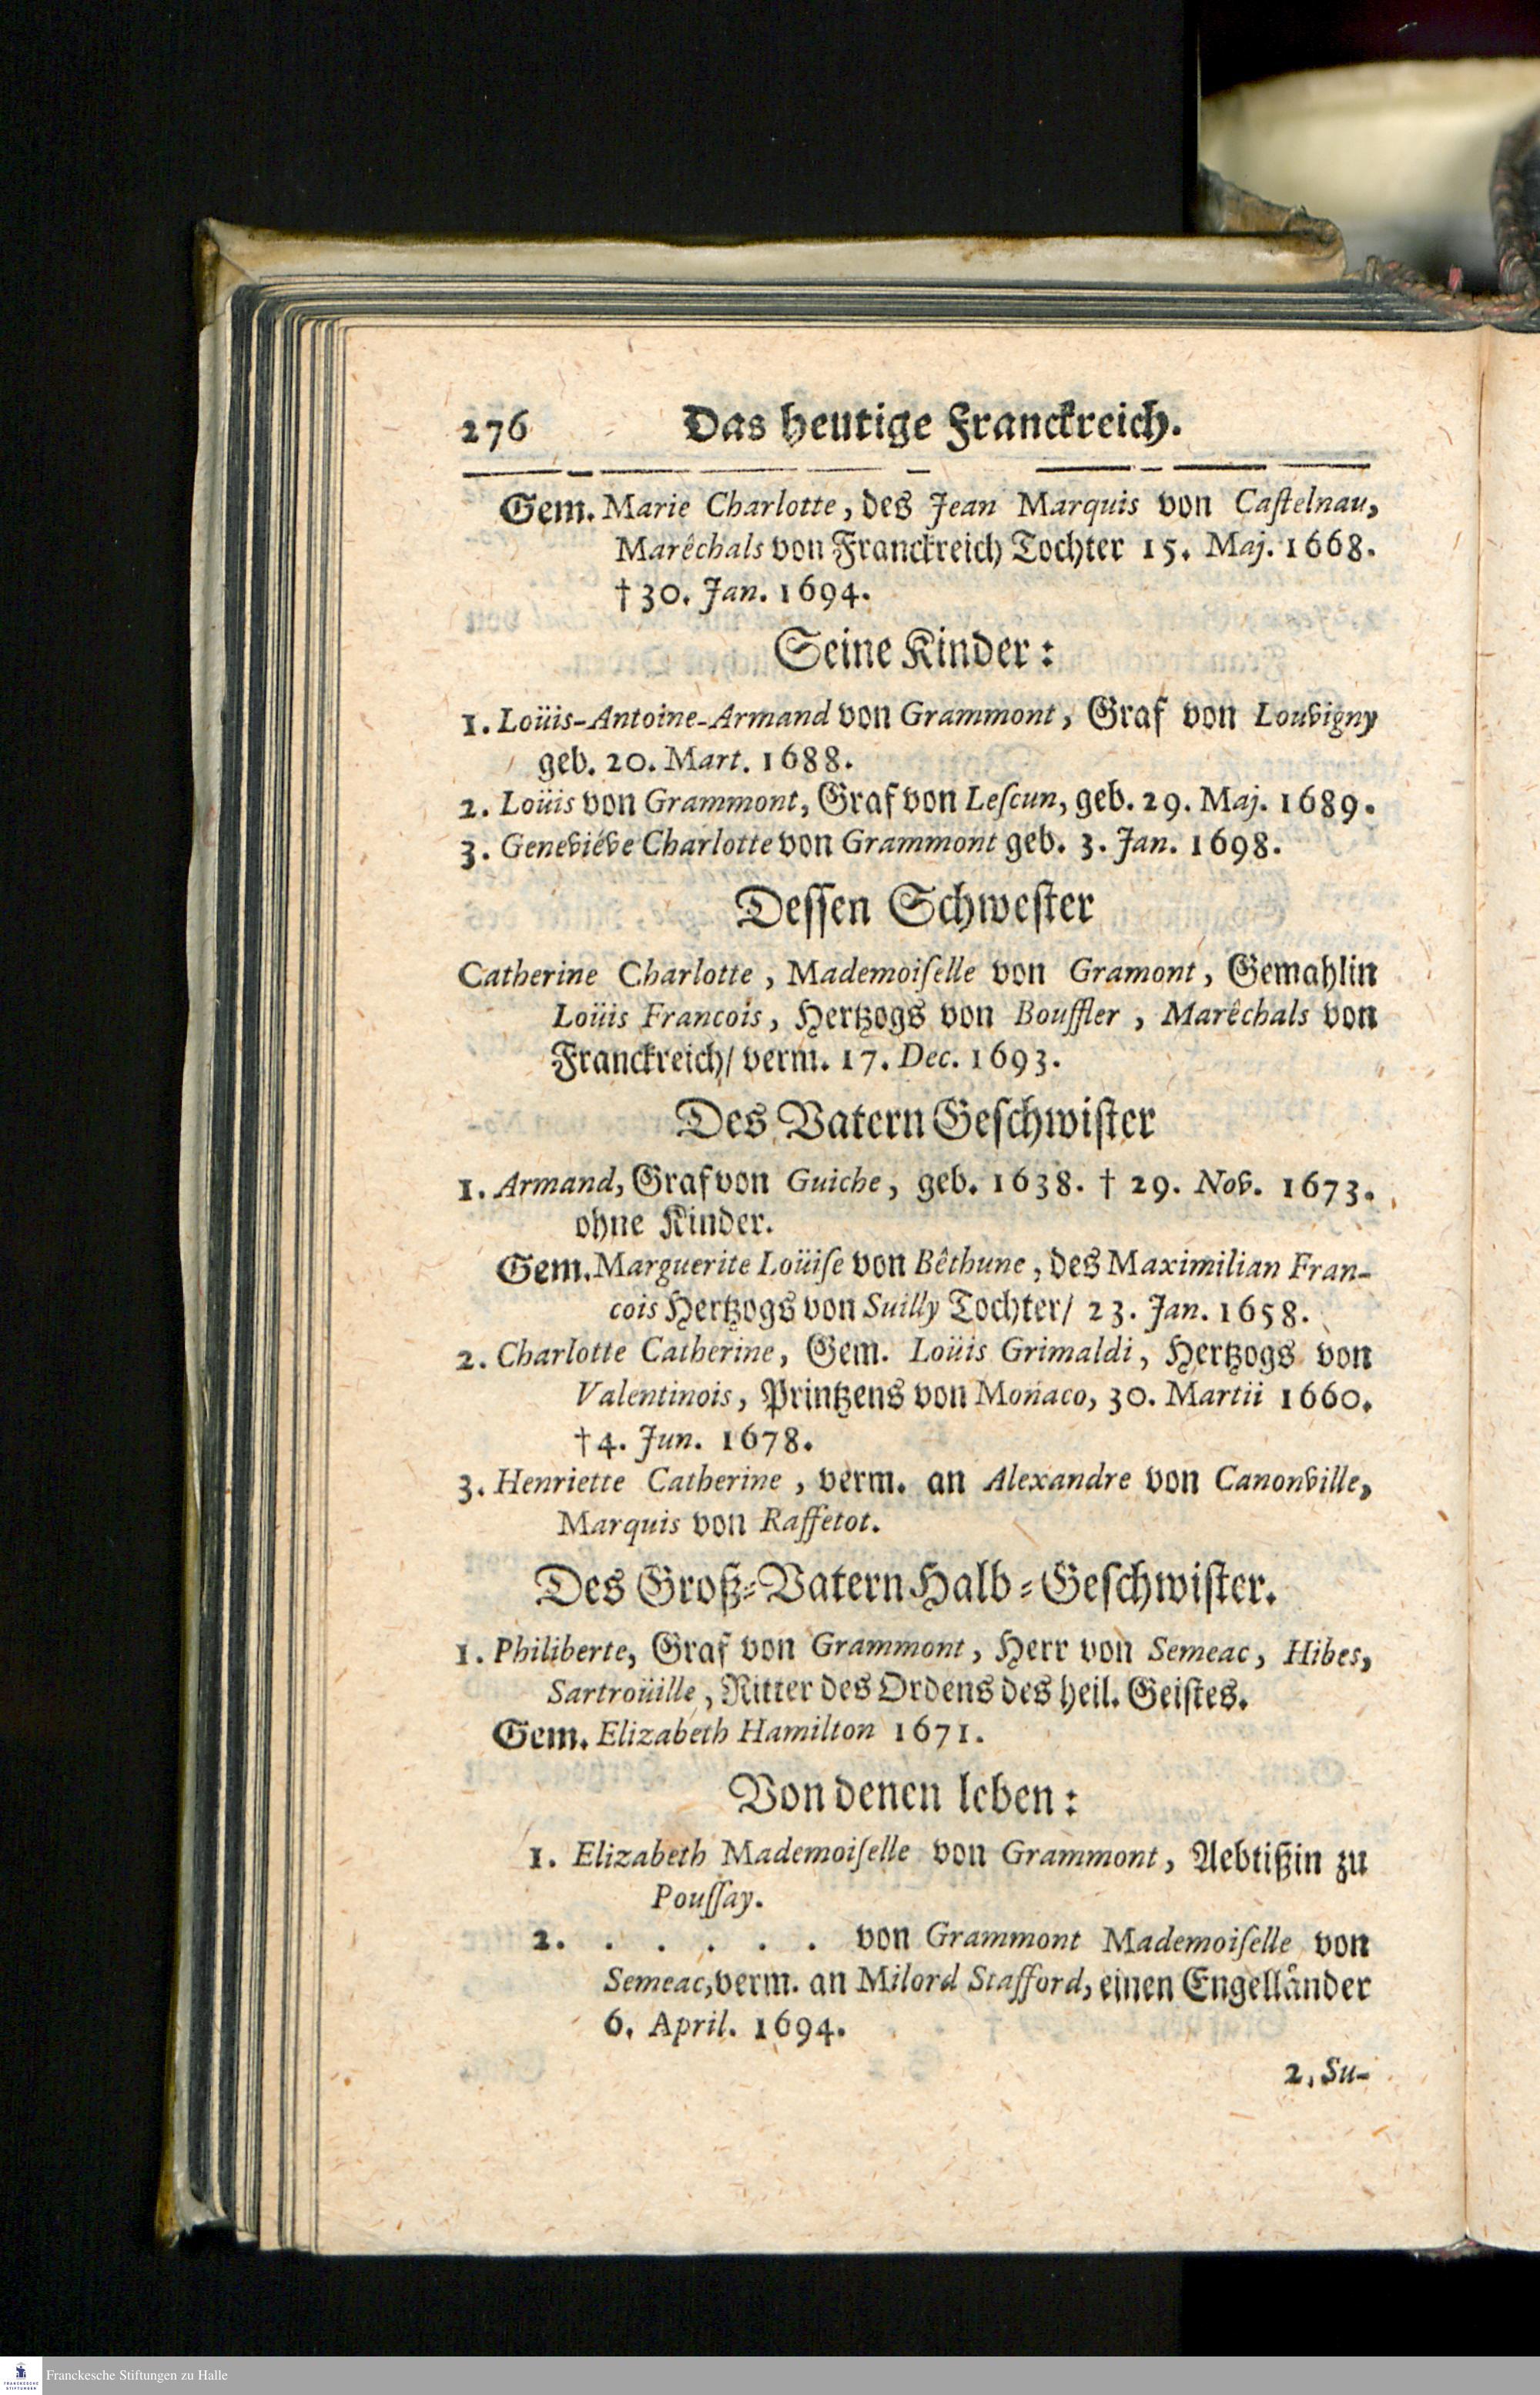 276 Das heutige Franckreich.
Gem. Marie Charlotte, des Jean Marquis von Caſtelnau,
Marêchals von Franckreich Tochter 15. Maj. 1668.
† 30. Jan. 1694.
Seine Kinder:
1. Loüis-Antoine-Armand von Grammont, Graf von Louvigny
geb. 20. Mart. 1688.
2. Loüis von Grammont, Graf von Leſcun, geb. 29. Maj. 1689.
3. Geneviéve Charlotte von Grammont geb. 3. Jan. 1698.
Deſſen Schweſter
Catherine Charlotte, Mademoiſelle von Gramont, Gemahlin
Loüis Francois, Hertzogs von Bouffler, Marêchals von
Franckreich/ verm. 17. Dec. 1693.
Des Vatern Geſchwiſter
1. Armand, Graf von Guiche, geb. 1638. † 29. Nov. 1673.
ohne Kinder.
Gem. Marguerite Loüiſe von Bêthune, des Maximilian Fran-
cois Hertzogs von Suilly Tochter/ 23. Jan. 1658.
2. Charlotte Catherine, Gem. Loüis Grimaldi, Hertzogs von
Valentinois, Printzens von Monaco, 30. Martii 1660.
† 4. Jun. 1678.
3. Henriette Catherine, verm. an Alexandre von Canonville,
Marquis von Raffetot.
Des Groß-Vatern Halb-Geſchwiſter.
1. Philiberte, Graf von Grammont, Herr von Semeac, Hibes,
Sartroüille, Ritter des Ordens des heil. Geiſtes.
Gem. Elizabeth Hamilton 1671.
Von denen leben:
1. Elizabeth Mademoiſelle von Grammont, Aebtißin zu
Pouſſay.
2. . . . . . von Grammont Mademoiſelle von
Semeac, verm. an Milord Stafford, einen Engelländer
6. April. 1694.
2. Su-
Franckesche Stiftungen zu Halle
FRANCKESCHE
STIFTUNGEN